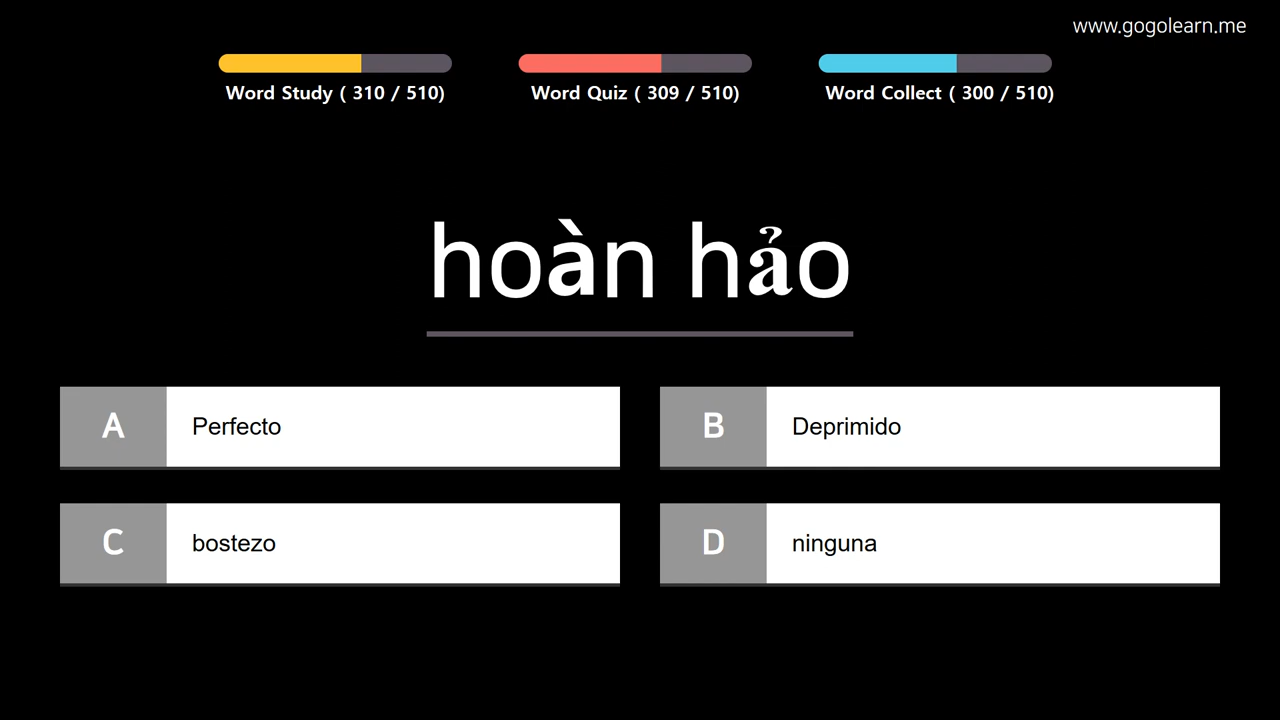 www.gogolearn.me
Word Study ( 310 / 510)
Word Quiz ( 309 / 510)
Word Collect ( 300 / 510)
hoàn hảo
A Perfecto
B Deprimido
C bostezo
D ninguna